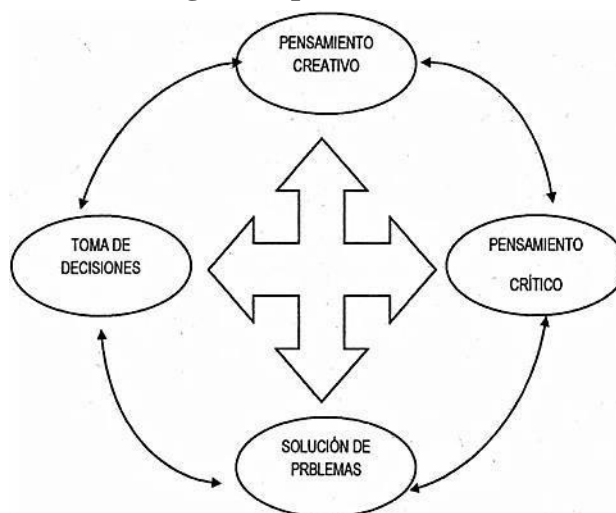 PENSAMIENTO
CREATIVO
TOMA DE
DECISIONES
PENSAMIENTO
CRÍTICO
SOLUCIÓN DE
PRBLEMAS